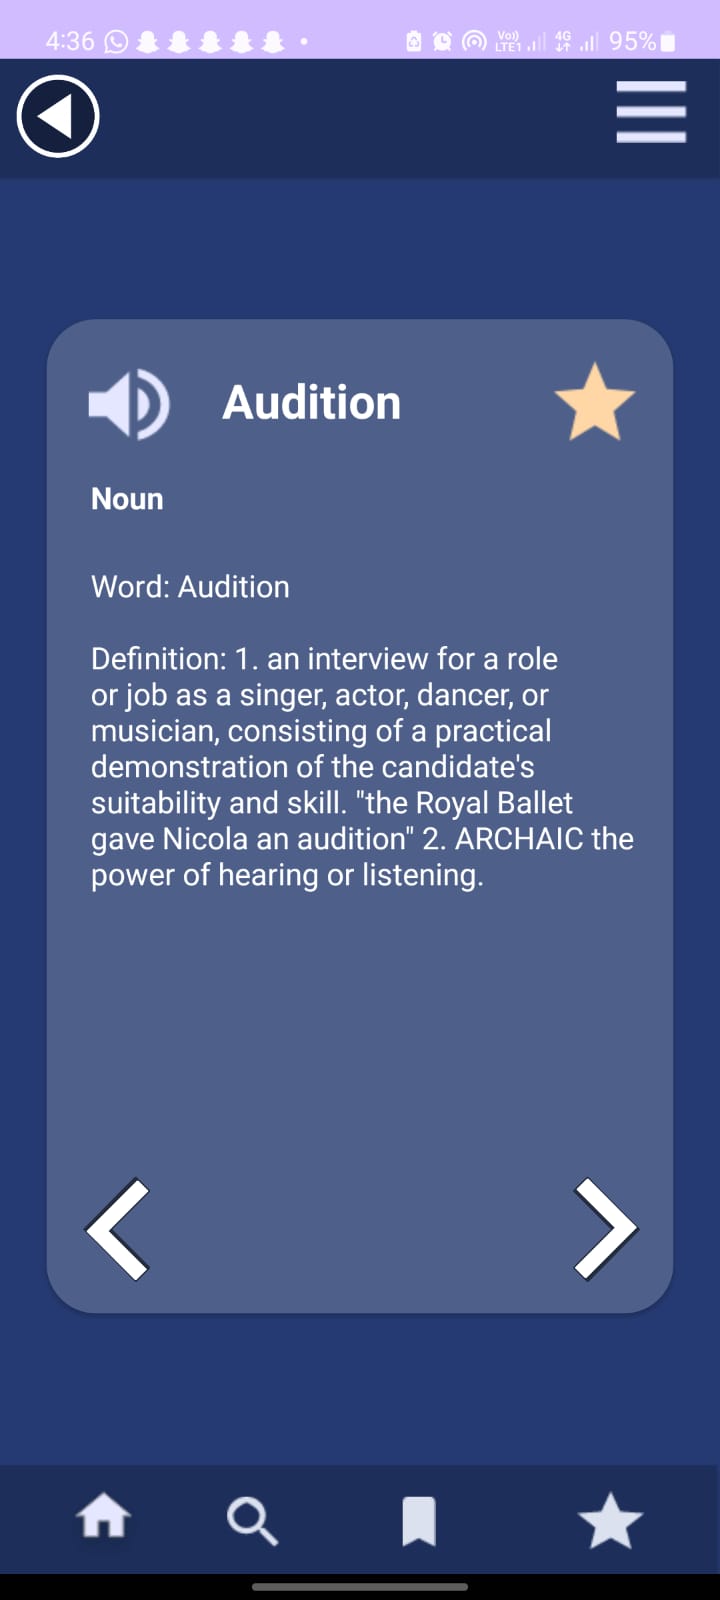 4:36 Vo)) LTE1 4G 95%
Audition
Noun
Word: Audition
Definition: 1. an interview for a role
or job as a singer, actor, dancer, or
musician, consisting of a practical
demonstration of the candidate's
suitability and skill. "the Royal Ballet
gave Nicola an audition" 2. ARCHAIC the
power of hearing or listening.